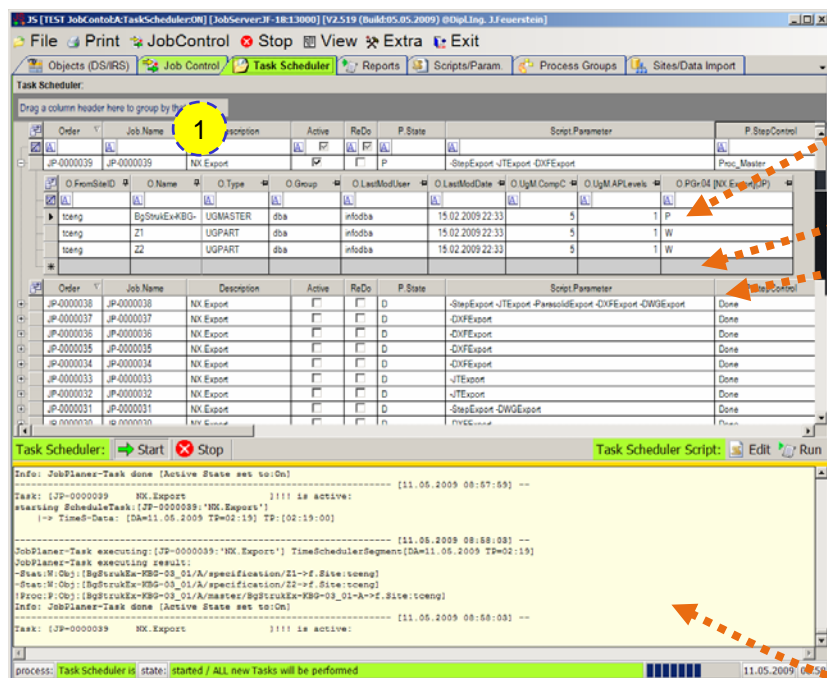 JS [TEST JobContol:A:TaskScheduler:ON] [JobServer:JF-18:13000] [V2.519 (Build:05.05.2009) @Dipl.Ing. J.Feuerstein]
File Print JobControl Stop View Extra Exit
Objects (DS/IRS) Job Control Task Scheduler Reports Scripts/Param. Process Groups Sites/Data Import
Task Scheduler:
Drag a column header here to group by
1
Order Job.Name Description Active ReDo P.State Script.Parameter P.StepControl
JP-0000039 JP-0000039 NX.Export P -StepExport -JTExport -DXFExport Proc_Master
O.FromSiteID O.Name O.Type O.Group O.LastModUser O.LastModDate O.UgM.CompC O.UgM.APLevels O.PGr:04 [NX.Export](JP)
tceng BgStrukEx-KBG- UGMASTER dba infodba 15.02.2009 22:33 5 1 P
tceng Z1 UGPART dba infodba 15.02.2009 22:33 5 1 W
tceng Z2 UGPART dba infodba 15.02.2009 22:33 5 1 W
Order Job.Name Description Active ReDo P.State Script.Parameter P.StepControl
JP-0000038 JP-0000038 NX.Export D -StepExport -JTExport -ParasolidExport -DXFExport -DWGExport Done
JP-0000037 JP-0000037 NX.Export D -DXFExport Done
JP-0000036 JP-0000036 NX.Export D -DXFExport Done
JP-0000035 JP-0000035 NX.Export D -DXFExport Done
JP-0000034 JP-0000034 NX.Export D -DXFExport Done
JP-0000033 JP-0000033 NX.Export D -JTExport Done
JP-0000032 JP-0000032 NX.Export D -JTExport Done
JP-0000031 JP-0000031 NX.Export D -StepExport -DWGExport Done
JP-0000030 JP-0000030 NX.Export D -DXFExport Done
Task Scheduler: Start Stop Task Scheduler Script: Edit Run
Info: JobPlaner-Task done [Active State set to:On]
[11.05.2009 08:57:59] --
Task: [JP-0000039 NX.Export ]!!! is active:
starting ScheduleTask:[JP-0000039:'NX.Export']
|-> TimeS-Data: [DA=11.05.2009 TP=02:19] TP:[02:19:00]
[11.05.2009 08:58:03] --
JobPlaner-Task executing:[JP-0000039:'NX.Export'] TimeSchedulerSegment[DA=11.05.2009 TP=02:19]
JobPlaner-Task executing result:
-Stat:W:Obj:[BgStrukEx-KBG-03_01/A/specification/Z1->f.Site:tceng]
-Stat:W:Obj:[BgStrukEx-KBG-03_01/A/specification/Z2->f.Site:tceng]
!Proc:P:Obj:[BgStrukEx-KBG-03_01/A/master/BgStrukEx-KBG-03_01-A->f.Site:tceng]
Info: JobPlaner-Task done [Active State set to:On]
[11.05.2009 08:58:03] --
Task: [JP-0000039 NX.Export ]!!! is active:
process: Task Scheduler is state: started / ALL new Tasks will be performed 11.05.2009